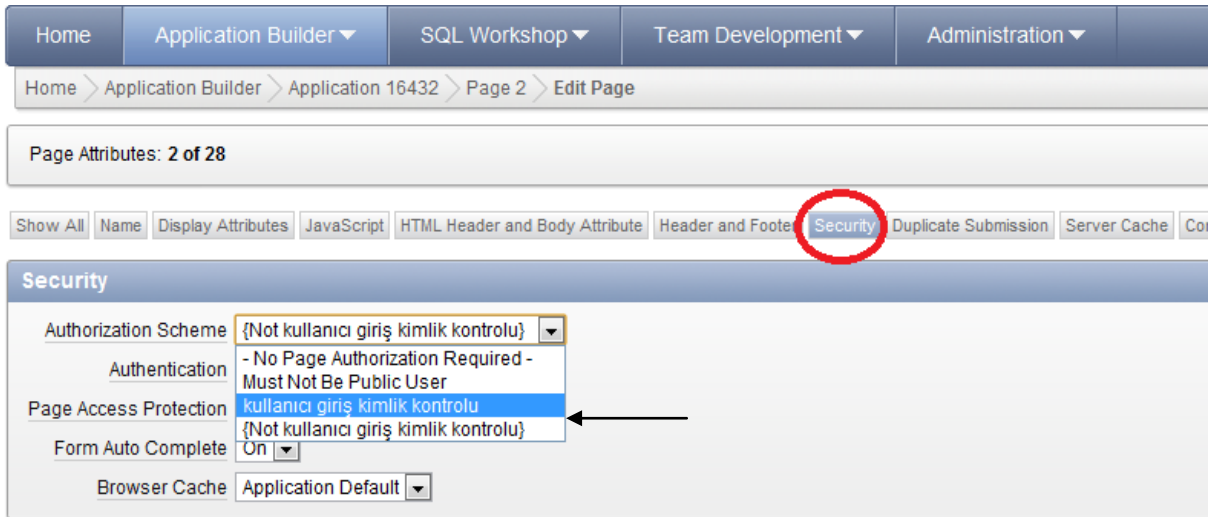 Home Application Builder SQL Workshop Team Development Administration
Home Application Builder Application 16432 Page 2 Edit Page
Page Attributes: 2 of 28
Show All Name Display Attributes JavaScript HTML Header and Body Attribute Header and Footer Security Duplicate Submission Server Cache
Security
Authorization Scheme {Not kullanıcı giriş kimlik kontrolu}
- No Page Authorization Required -
Authentication
Must Not Be Public User
Page Access Protection kullanıcı giriş kimlik kontrolu
{Not kullanıcı giriş kimlik kontrolu}
Form Auto Complete On
Browser Cache Application Default